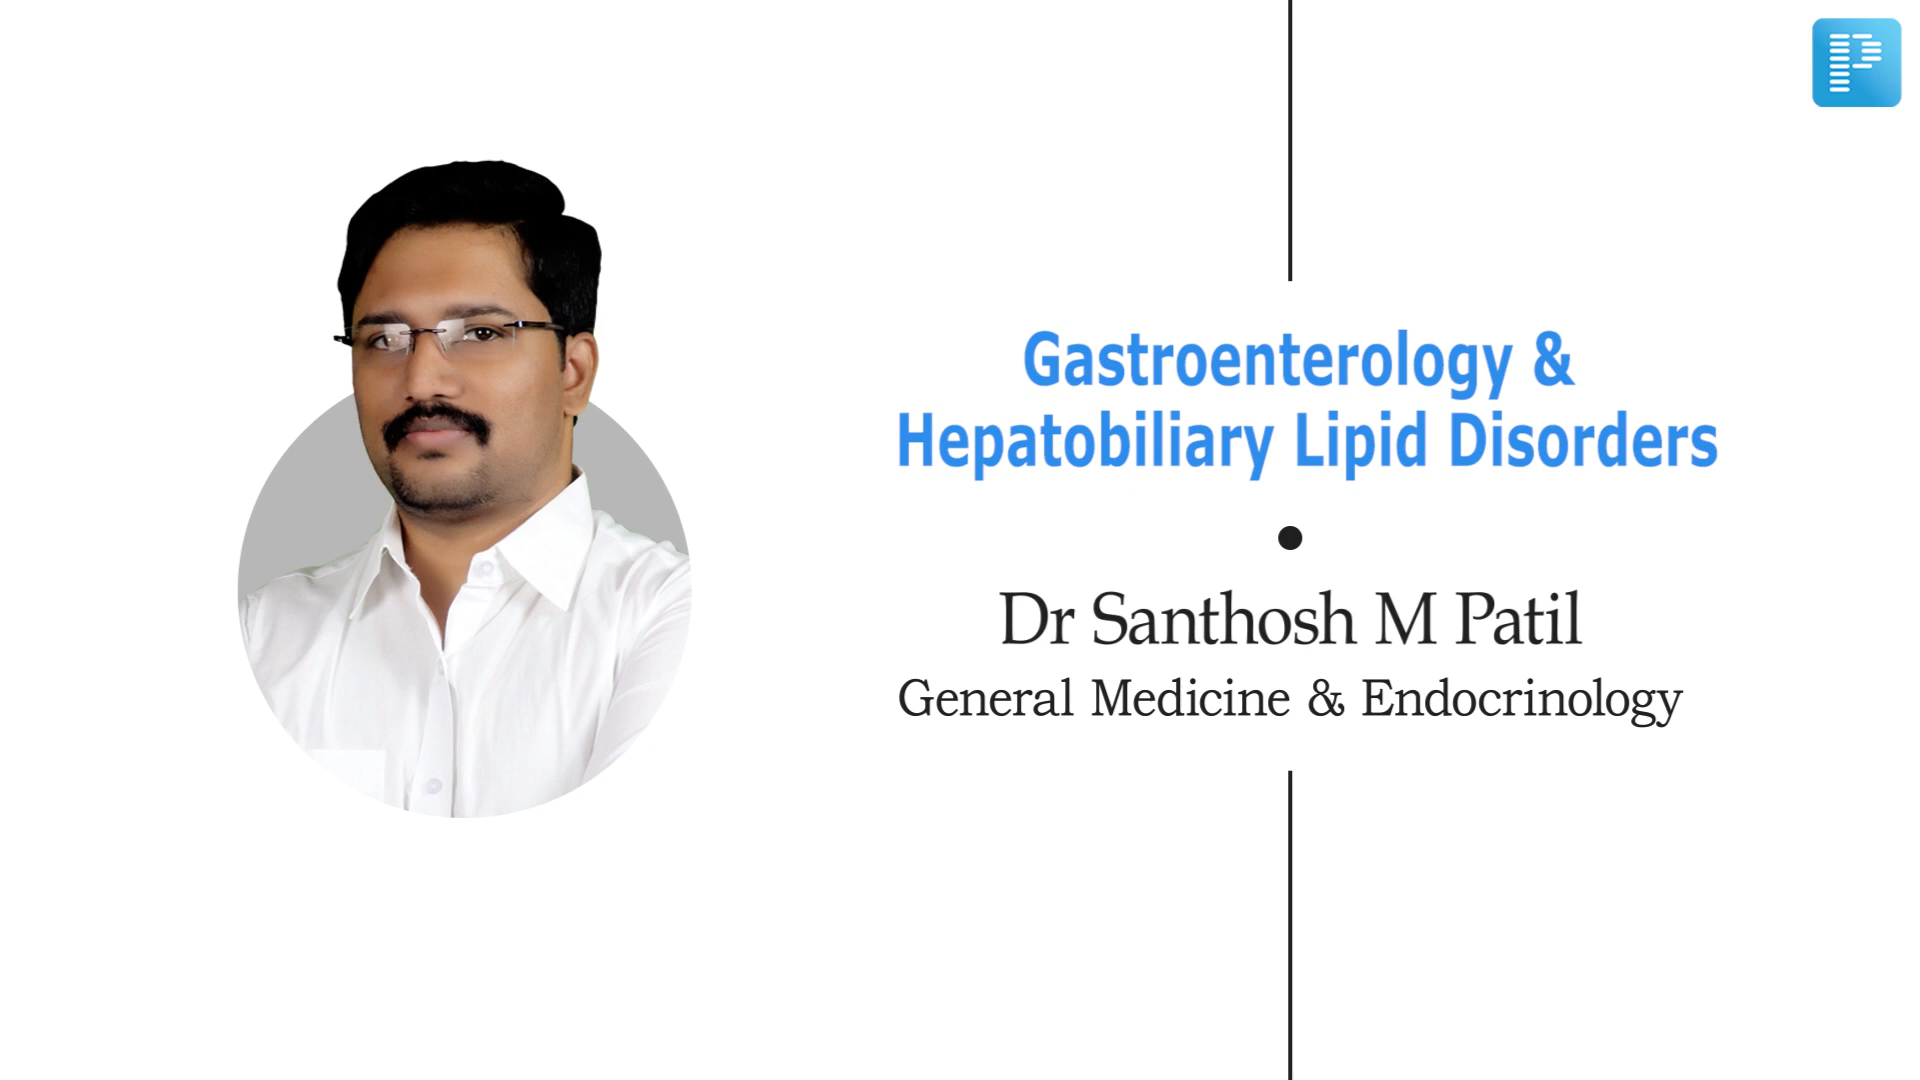 Gastroenterology &
Hepatobiliary Lipid Disorders
Dr Santhosh M Patil
General Medicine & Endocrinology
P